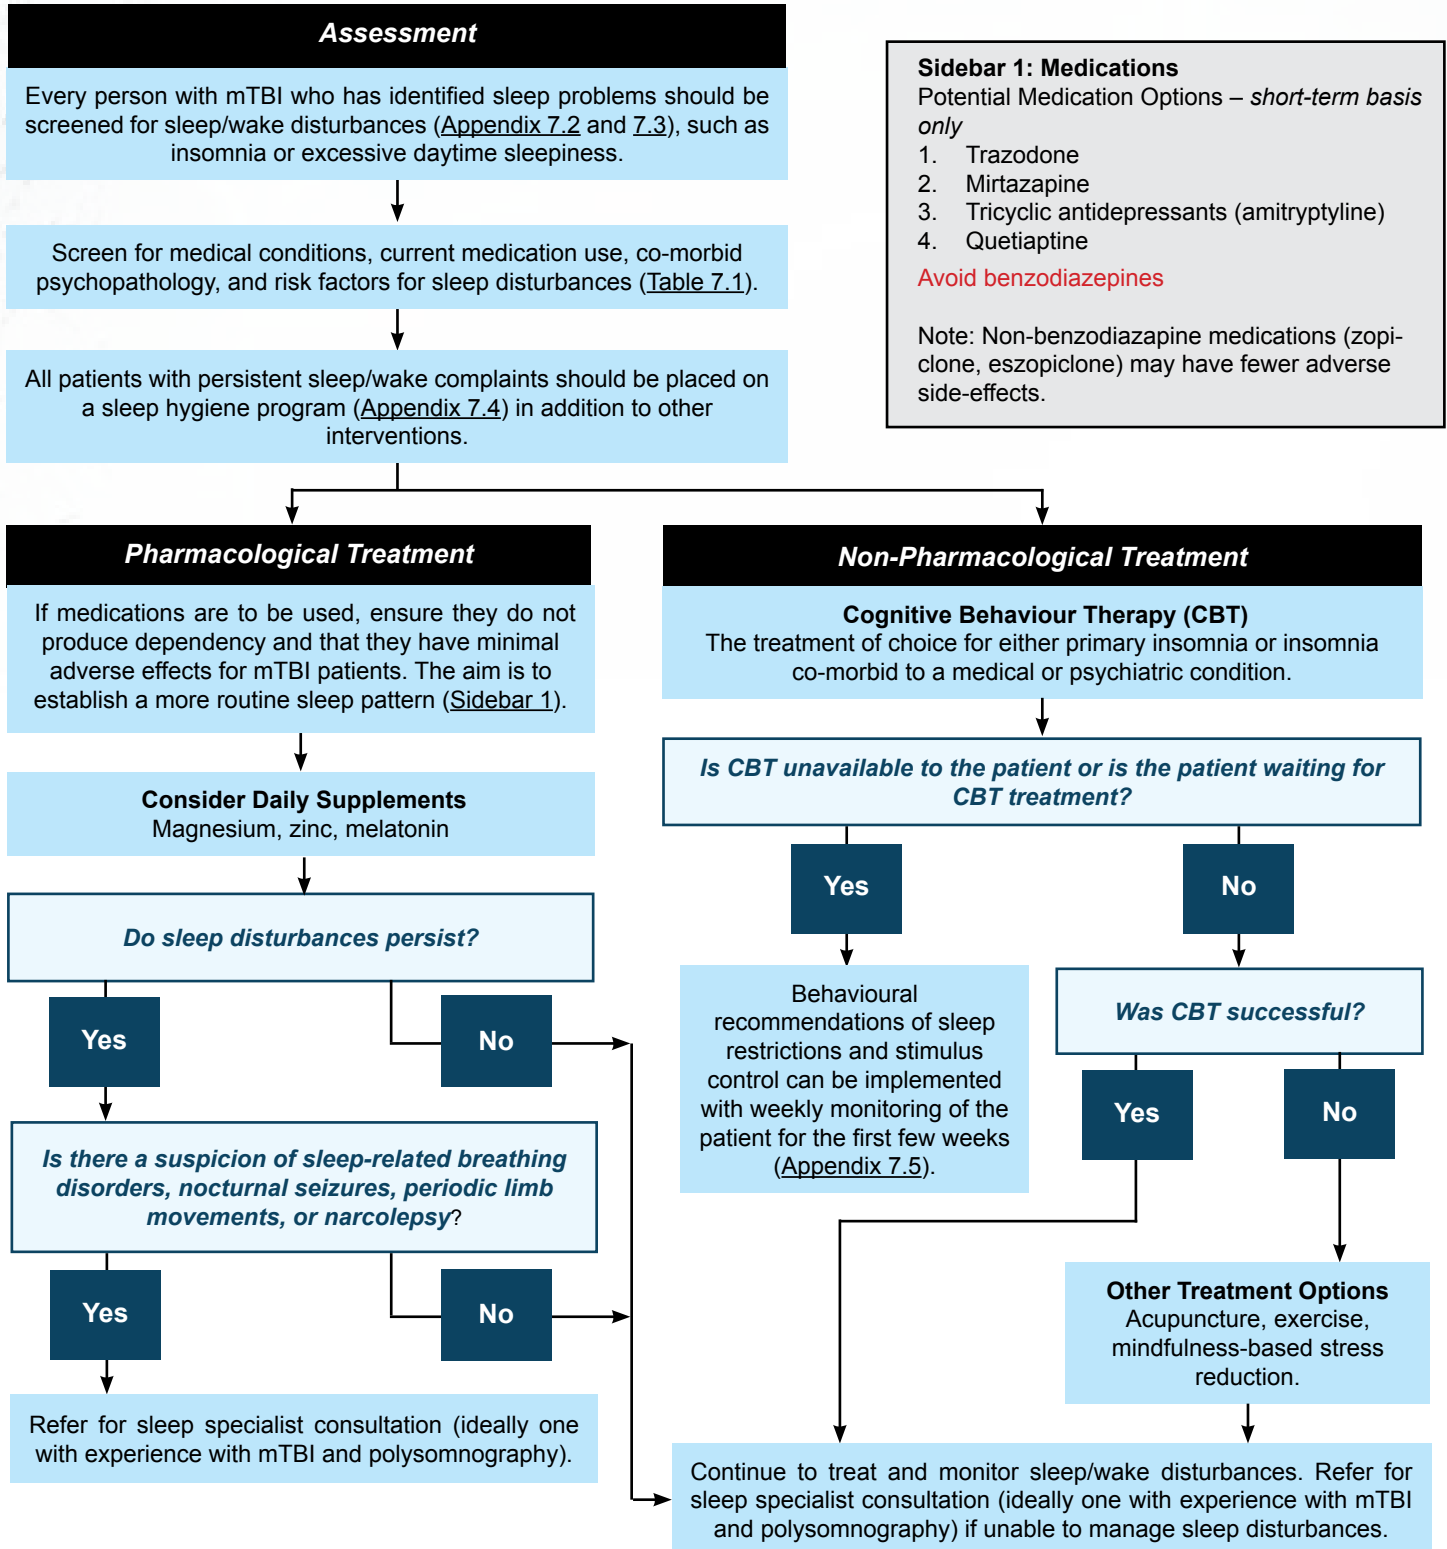 Assessment
Every person with mTBI who has identified sleep problems should be
screened for sleep/wake disturbances (Appendix 7.2 and 7.3), such as
insomnia or excessive daytime sleepiness.
Screen for medical conditions, current medication use, co-morbid
psychopathology, and risk factors for sleep disturbances (Table 7.1).
All patients with persistent sleep/wake complaints should be placed on
a sleep hygiene program (Appendix 7.4) in addition to other
interventions.
Sidebar 1: Medications
Potential Medication Options – short-term basis
only
1. Trazodone
2. Mirtazapine
3. Tricyclic antidepressants (amitryptyline)
4. Quetiaptine
Avoid benzodiazepines
Note: Non-benzodiazapine medications (zopi-
clone, eszopiclone) may have fewer adverse
side-effects.
Pharmacological Treatment
If medications are to be used, ensure they do not
produce dependency and that they have minimal
adverse effects for mTBI patients. The aim is to
establish a more routine sleep pattern (Sidebar 1).
Consider Daily Supplements
Magnesium, zinc, melatonin
Do sleep disturbances persist?
Yes
No
Is there a suspicion of sleep-related breathing
disorders, nocturnal seizures, periodic limb
movements, or narcolepsy?
Yes
No
Refer for sleep specialist consultation (ideally one
with experience with mTBI and polysomnography).
Non-Pharmacological Treatment
Cognitive Behaviour Therapy (CBT)
The treatment of choice for either primary insomnia or insomnia
co-morbid to a medical or psychiatric condition.
Is CBT unavailable to the patient or is the patient waiting for
CBT treatment?
Yes
No
Behavioural
recommendations of sleep
restrictions and stimulus
control can be implemented
with weekly monitoring of the
patient for the first few weeks
(Appendix 7.5).
Was CBT successful?
Yes
No
Other Treatment Options
Acupuncture, exercise,
mindfulness-based stress
reduction.
Continue to treat and monitor sleep/wake disturbances. Refer for
sleep specialist consultation (ideally one with experience with mTBI
and polysomnography) if unable to manage sleep disturbances.